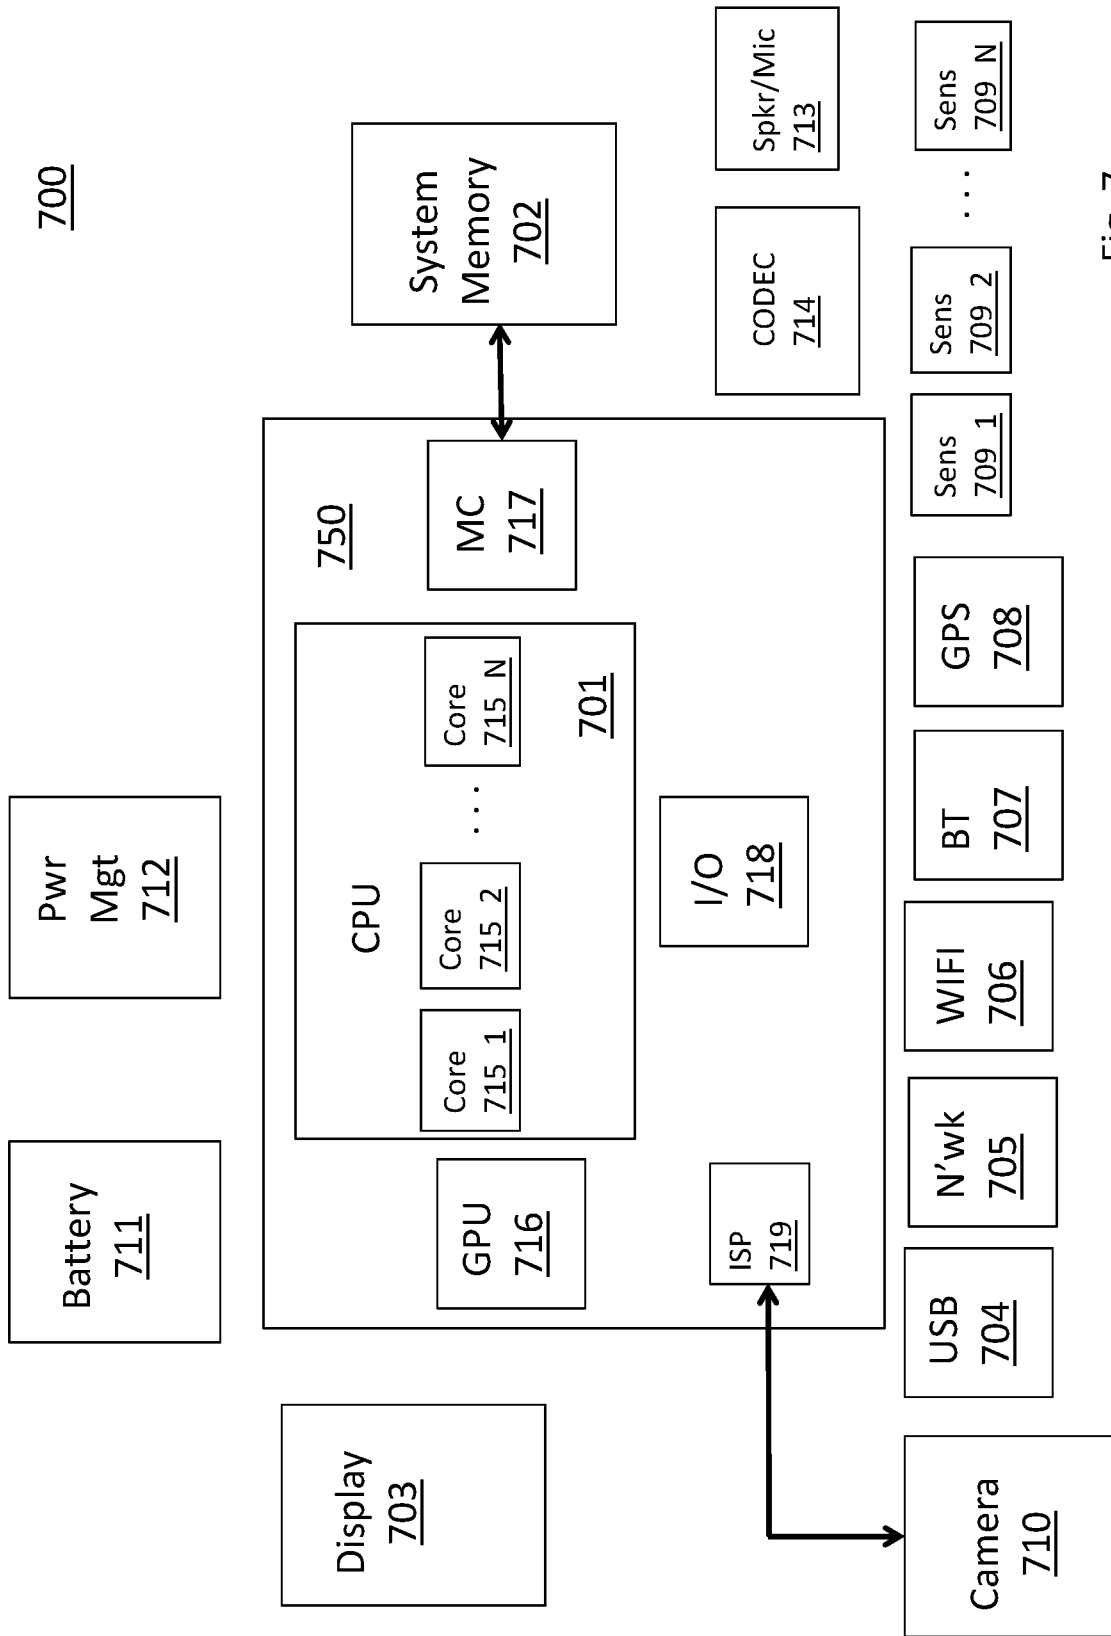 700
Battery
711
Pwr
Mgt
712
Display
703
750
CPU
Core
715_1
Core
715_2
. . .
Core
715_N
701
GPU
716
MC
717
System
Memory
702
ISP
719
I/O
718
CODEC
714
Spkr/Mic
713
Camera
710
USB
704
N'wk
705
WIFI
706
BT
707
GPS
708
Sens
709_1
Sens
709_2
. . .
Sens
709_N
Fig. 7